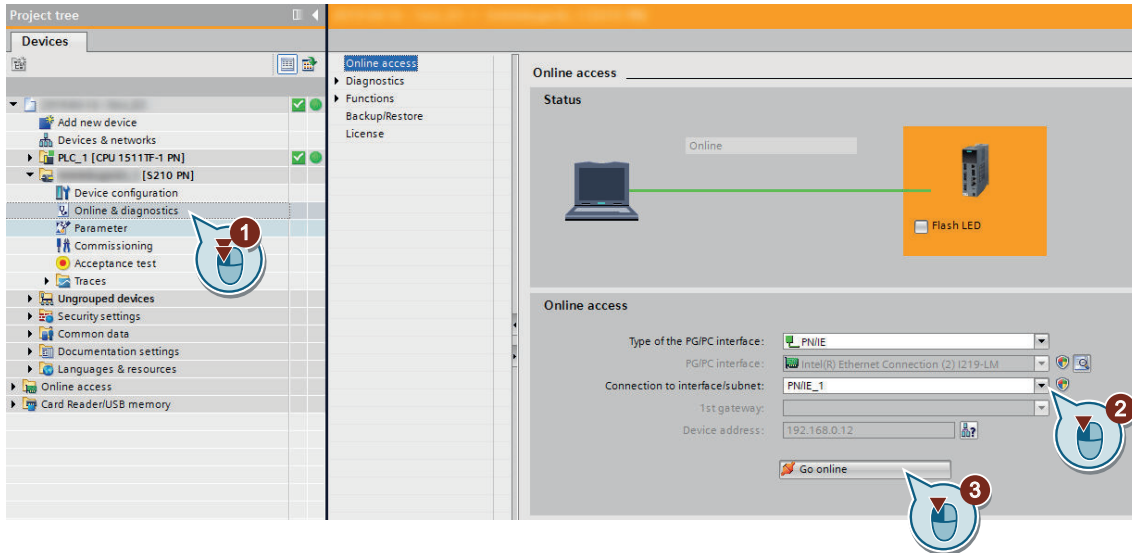 Project tree
Devices
Add new device
Devices & networks
PLC_1 [CPU 1511TF-1 PN]
[S210 PN]
Device configuration
Online & diagnostics
Parameter
Commissioning
Acceptance test
Traces
Ungrouped devices
Security settings
Common data
Documentation settings
Languages & resources
Online access
Card Reader/USB memory
Online access
Diagnostics
Functions
Backup/Restore
License
Online access
Status
Online
Flash LED
Online access
Type of the PG/PC interface: PN/IE
PG/PC interface: Intel(R) Ethernet Connection (2) I219-LM
Connection to interface/subnet: PN/IE_1
1st gateway:
Device address: 192.168.0.12
Go online
1
2
3